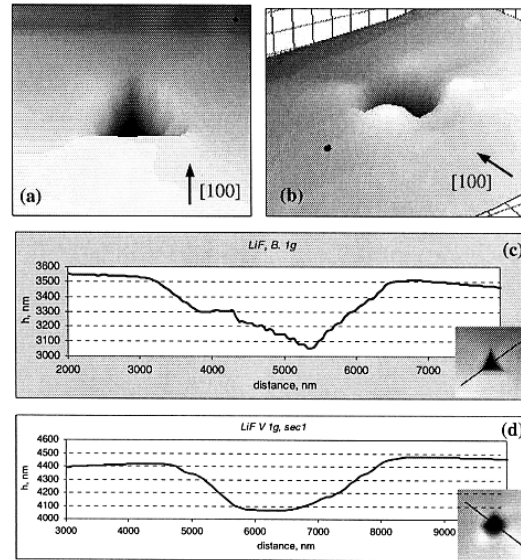 (a)
[100]
(b)
[100]
LiF, B. 1g
(c)
h, nm
3600
3500
3400
3300
3200
3100
3000
2000
3000
4000
5000
6000
7000
distance, nm
LiF V 1g, sec1
(d)
h, nm
4600
4500
4400
4300
4200
4100
4000
3000
4000
5000
6000
7000
8000
9000
distance, nm